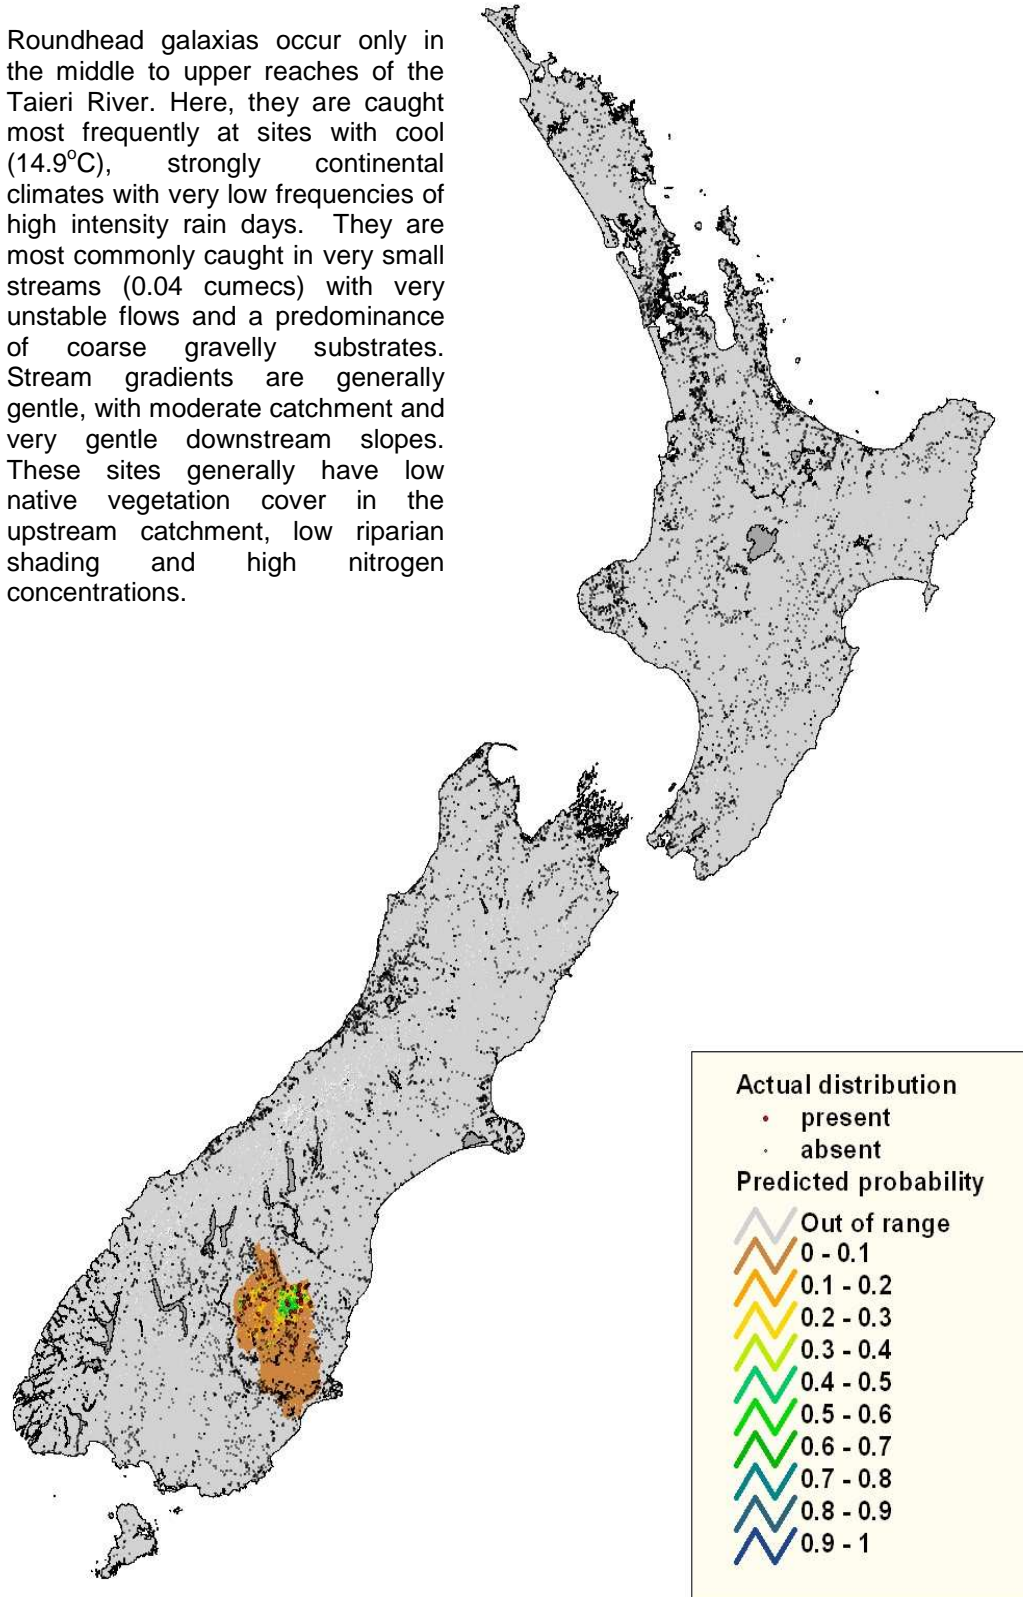 Roundhead galaxias occur only in
the middle to upper reaches of the
Taieri River. Here, they are caught
most frequently at sites with cool
(14.9°C), strongly continental
climates with very low frequencies of
high intensity rain days. They are
most commonly caught in very small
streams (0.04 cumecs) with very
unstable flows and a predominance
of coarse gravelly substrates.
Stream gradients are generally
gentle, with moderate catchment and
very gentle downstream slopes.
These sites generally have low
native vegetation cover in the
upstream catchment, low riparian
shading and high nitrogen
concentrations.
Actual distribution
present
absent
Predicted probability
Out of range
0 - 0.1
0.1 - 0.2
0.2 - 0.3
0.3 - 0.4
0.4 - 0.5
0.5 - 0.6
0.6 - 0.7
0.7 - 0.8
0.8 - 0.9
0.9 - 1